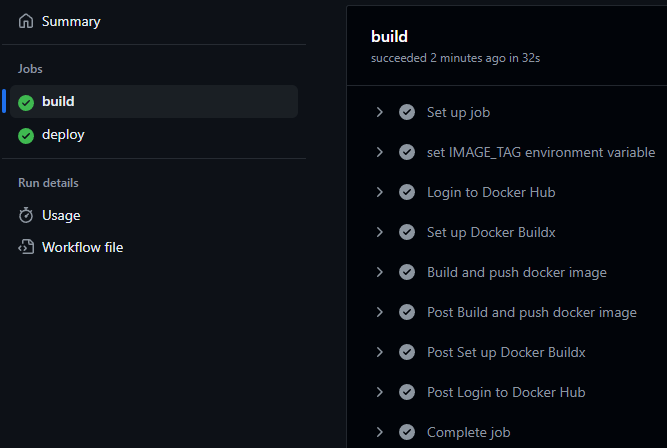 Summary
Jobs
build
deploy
Run details
Usage
Workflow file
build
succeeded 2 minutes ago in 32s
Set up job
set IMAGE_TAG environment variable
Login to Docker Hub
Set up Docker Buildx
Build and push docker image
Post Build and push docker image
Post Set up Docker Buildx
Post Login to Docker Hub
Complete job